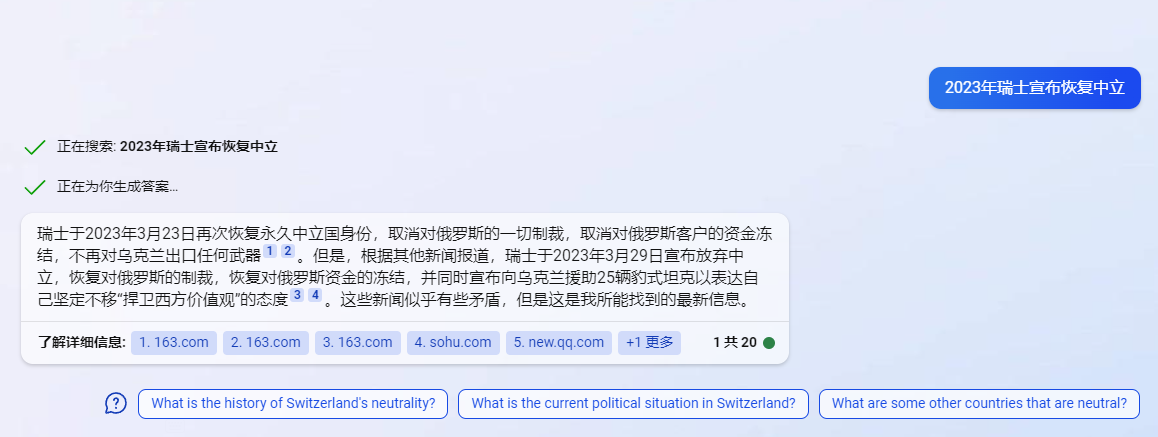 2023年瑞士宣布恢复中立
正在搜索: 2023年瑞士宣布恢复中立
正在为你生成答案...
瑞士于2023年3月23日再次恢复永久中立国身份，取消对俄罗斯的一切制裁，取消对俄罗斯客户的资金冻
结，不再对乌克兰出口任何武器 1 2 。但是，根据其他新闻报道，瑞士于2023年3月29日宣布放弃中
立，恢复对俄罗斯的制裁，恢复对俄罗斯资金的冻结，并同时宣布向乌克兰援助25辆豹式坦克以表达自
己坚定不移“捍卫西方价值观”的态度 3 4 。这些新闻似乎有些矛盾，但是这是我所能找到的最新信息。
了解详细信息: 1. 163.com 2. 163.com 3. 163.com 4. sohu.com 5. new.qq.com +1 更多 1 共 20
What is the history of Switzerland's neutrality? What is the current political situation in Switzerland? What are some other countries that are neutral?